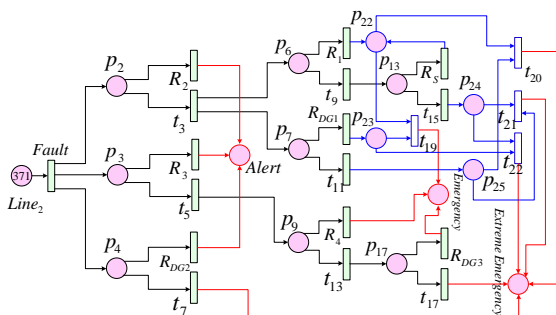 p22
p6
R1
t20
p2
p13
RS
R2
t9
p24
t3
t15
t21
RDG1
p23
Fault
p7
t19
t22
p3
371
R3
Alert
t11
p25
Line2
t5
Emergency
p9
R4
Extreme Emergency
p4
p17
RDG2
RDG3
t13
t7
t17